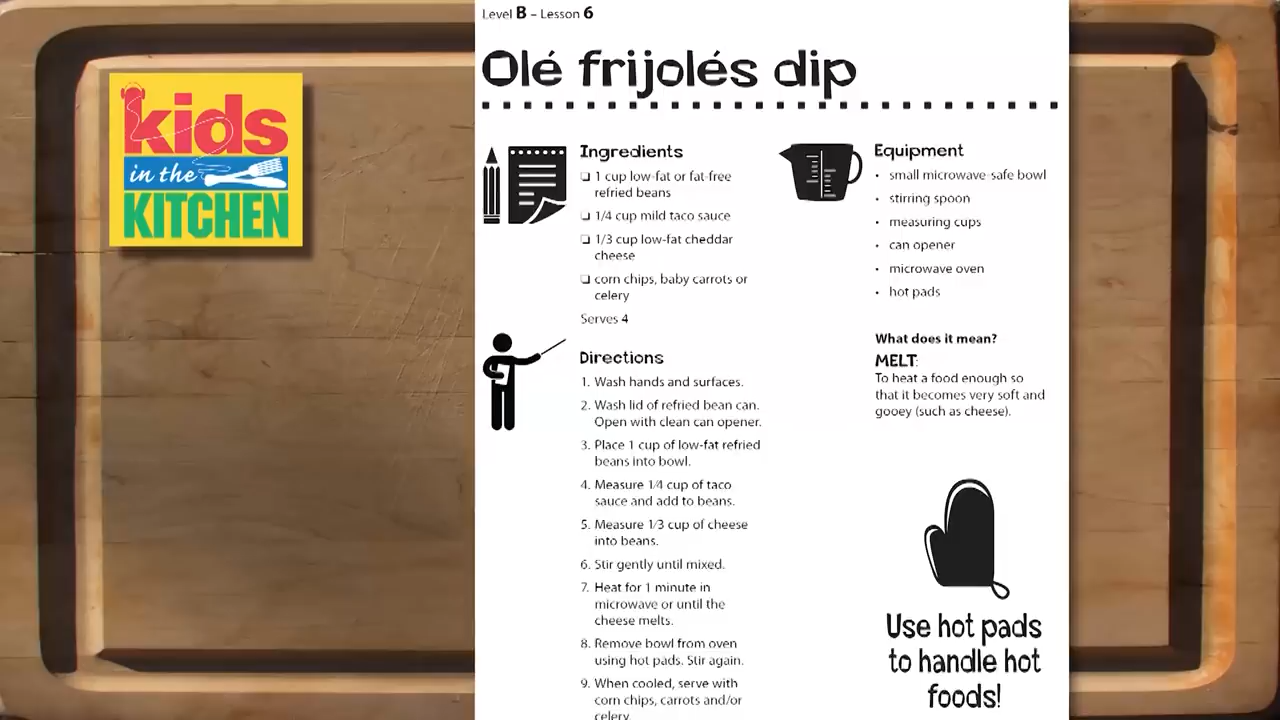 Level B – Lesson 6
Olé frijolés dip
kids
in the
KITCHEN
Ingredients
❏ 1 cup low-fat or fat-free
refried beans
❏ 1/4 cup mild taco sauce
❏ 1/3 cup low-fat cheddar
cheese
❏ corn chips, baby carrots or
celery
Serves 4
Directions
1. Wash hands and surfaces.
2. Wash lid of refried bean can.
Open with clean can opener.
3. Place 1 cup of low-fat refried
beans into bowl.
4. Measure 1/4 cup of taco
sauce and add to beans.
5. Measure 1/3 cup of cheese
into beans.
6. Stir gently until mixed.
7. Heat for 1 minute in
microwave or until the
cheese melts.
8. Remove bowl from oven
using hot pads. Stir again.
9. When cooled, serve with
corn chips, carrots and/or
celery.
Equipment
• small microwave-safe bowl
• stirring spoon
• measuring cups
• can opener
• microwave oven
• hot pads
What does it mean?
MELT:
To heat a food enough so
that it becomes very soft and
gooey (such as cheese).
Use hot pads
to handle hot
foods!